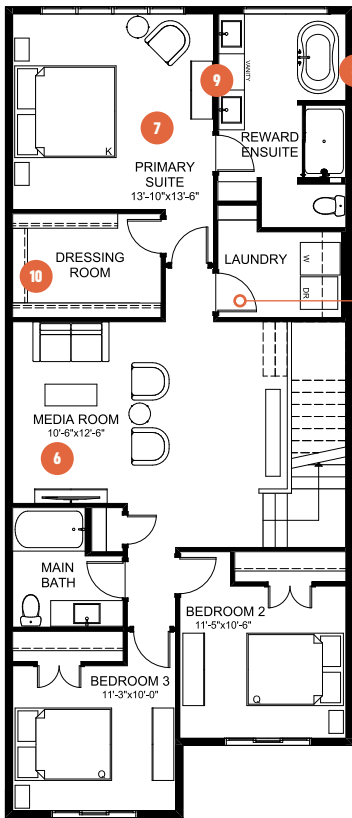 VANITY
9
7
K
REWARD
ENSUITE
PRIMARY
SUITE
13'-10"x13'-6"
DRESSING
ROOM
10
LAUNDRY
W
DR
MEDIA ROOM
10'-6"x12'-6"
6
MAIN
BATH
BEDROOM 2
11'-5"x10'-6"
Q
BEDROOM 3
11'-3"x10'-0"
Q